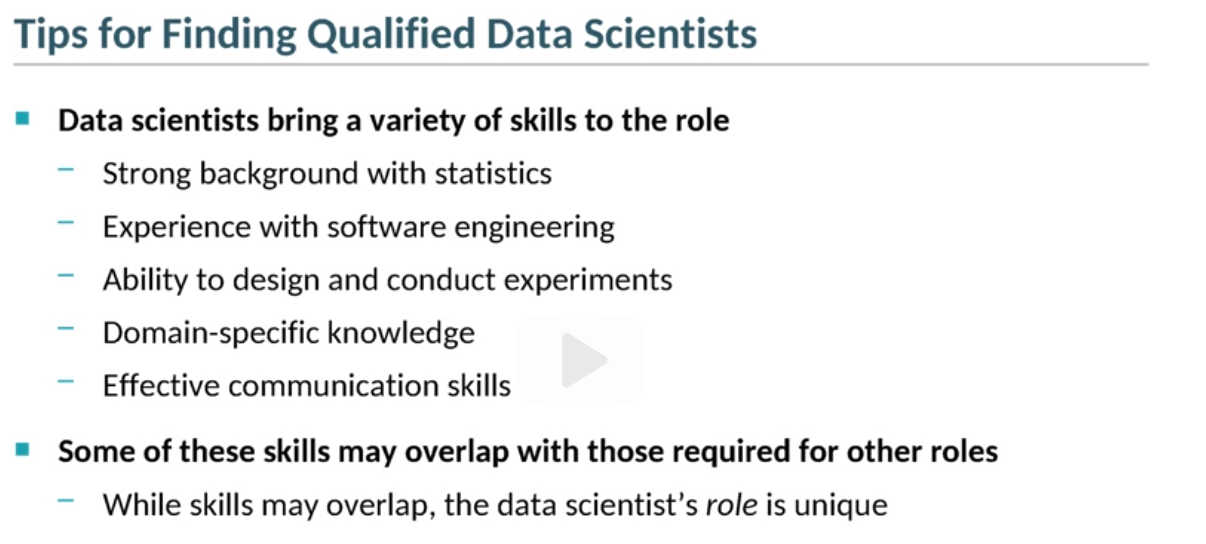 Tips for Finding Qualified Data Scientists
Data scientists bring a variety of skills to the role
Strong background with statistics
Experience with software engineering
Ability to design and conduct experiments
Domain-specific knowledge
Effective communication skills
Some of these skills may overlap with those required for other roles
While skills may overlap, the data scientist’s role is unique